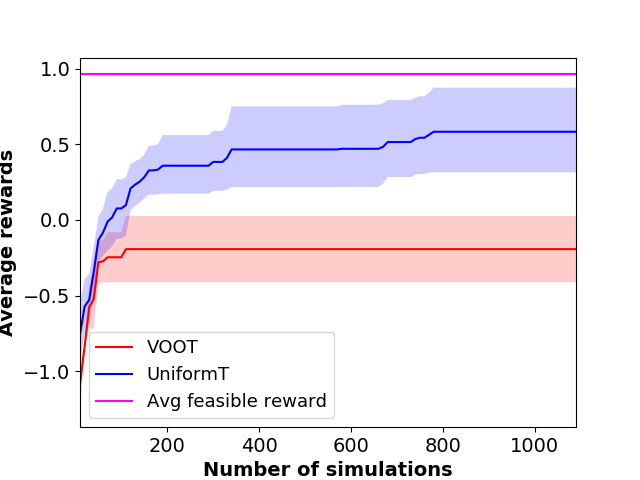 1.0
0.5
0.0
−0.5
−1.0
Average rewards
VOOT
UniformT
Avg feasible reward
200 400 600 800 1000
Number of simulations